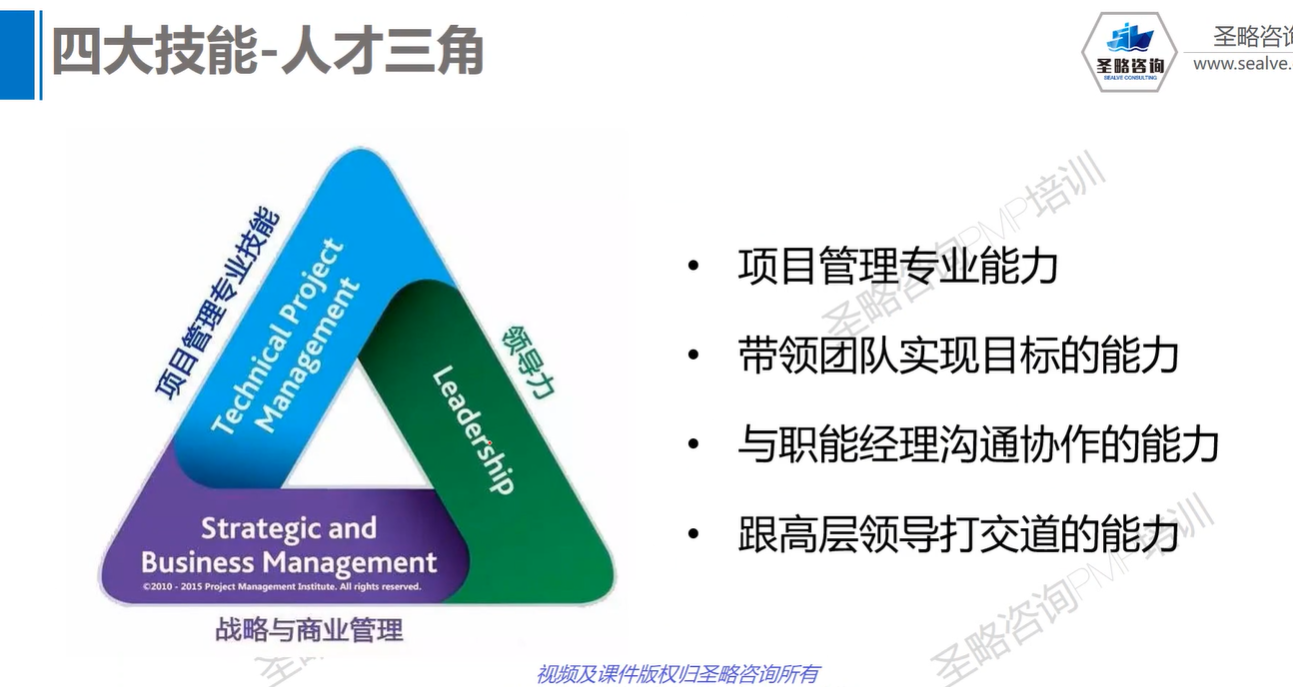 四大技能-人才三角
圣略咨询
SEALVE CONSULTING
圣略咨
www.sealve.
项目管理专业技能
Technical Project
Management
领导力
Leadership
Strategic and
Business Management
©2010 - 2015 Project Management Institute. All rights reserved.
战略与商业管理
• 项目管理专业能力
• 带领团队实现目标的能力
• 与职能经理沟通协作的能力
• 跟高层领导打交道的能力
圣略咨询PMP培训
圣略咨询PMP培训
视频及课件版权归圣略咨询所有